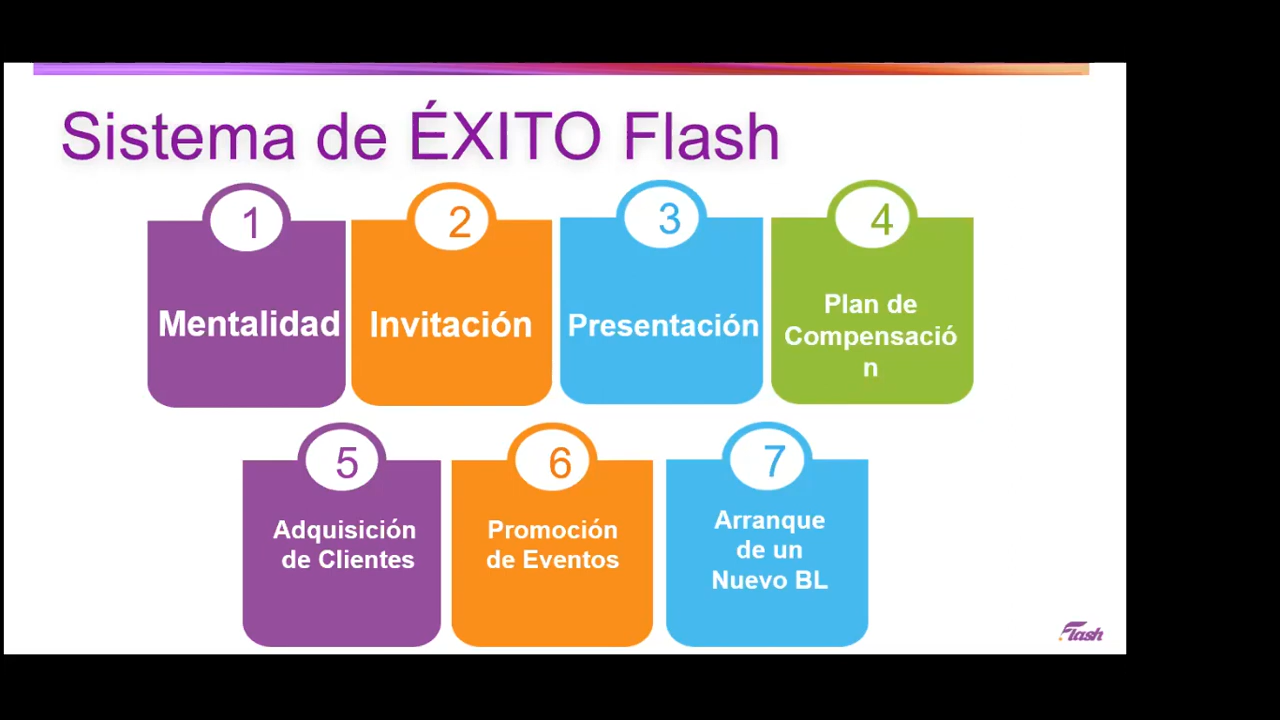 Sistema de ÉXITO Flash
1
2
3
4
Mentalidad
Invitación
Presentación
Plan de
Compensació
n
5
6
7
Adquisición
de Clientes
Promoción
de Eventos
Arranque
de un
Nuevo BL
Flash